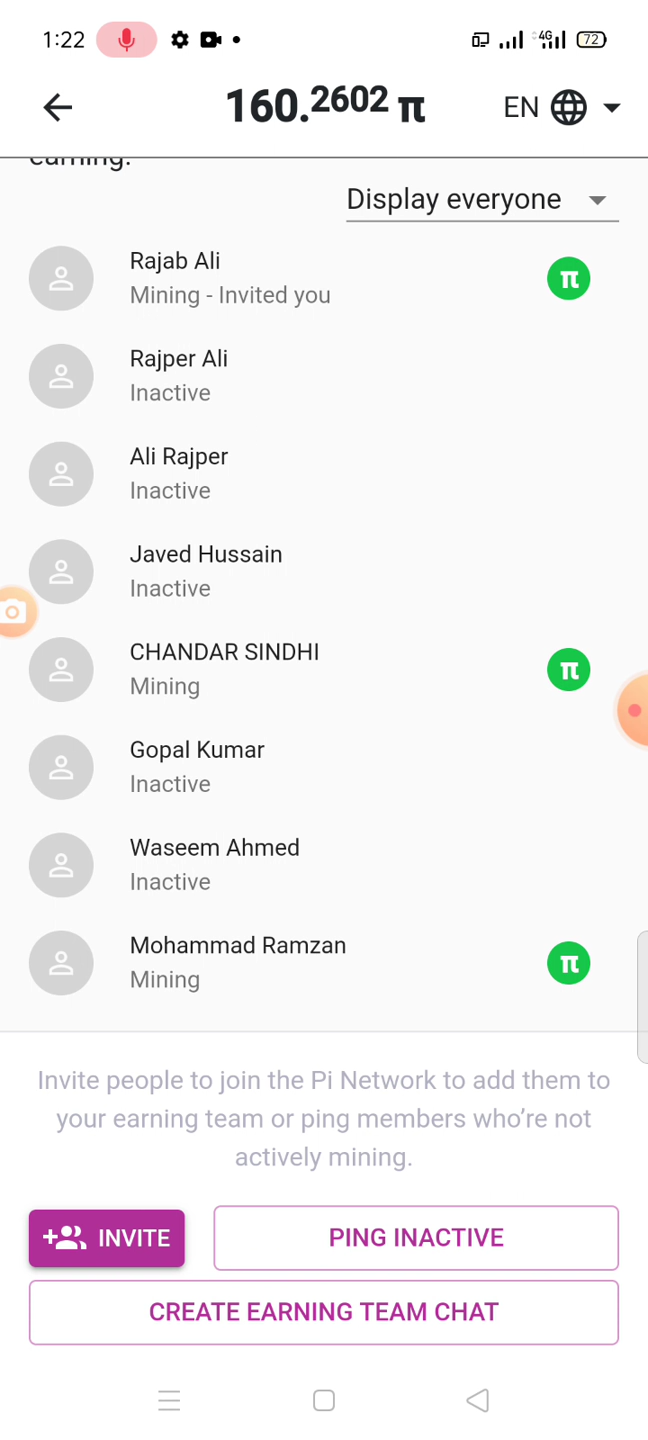 1:22 4G 72
160.2602 π EN
earning.
Display everyone
Rajab Ali
Mining - Invited you
π
Rajper Ali
Inactive
Ali Rajper
Inactive
Javed Hussain
Inactive
CHANDAR SINDHI
Mining
π
Gopal Kumar
Inactive
Waseem Ahmed
Inactive
Mohammad Ramzan
Mining
π
Invite people to join the Pi Network to add them to
your earning team or ping members who’re not
actively mining.
INVITE
PING INACTIVE
CREATE EARNING TEAM CHAT